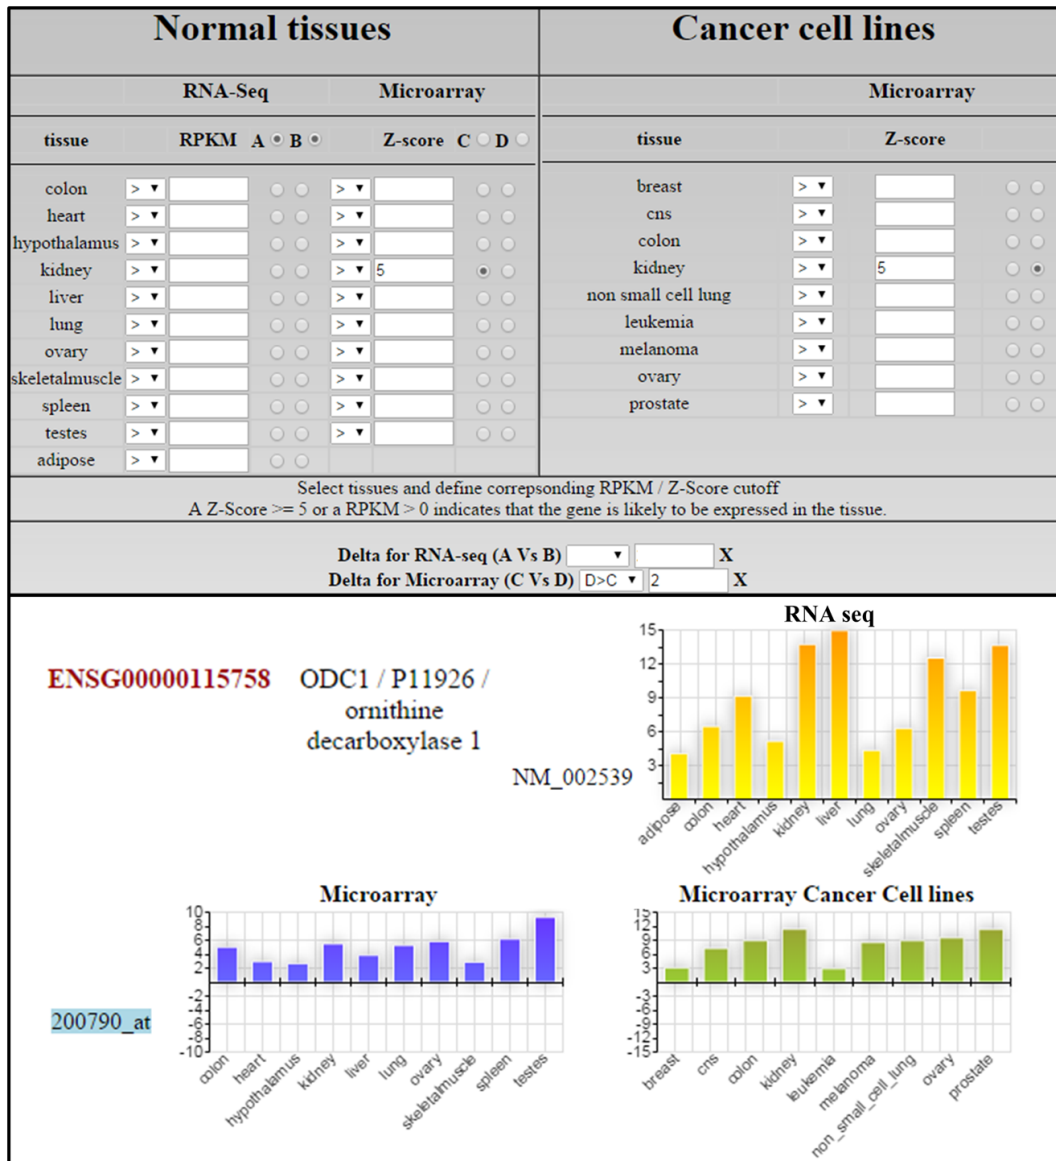 Normal tissues
Cancer cell lines
RNA-Seq Microarray
Microarray
tissue RPKM A B Z-score C D
tissue Z-score
colon > >
heart > >
hypothalamus > >
kidney > > 5
liver > >
lung > >
ovary > >
skeletalmuscle > >
spleen > >
testes > >
adipose >
breast >
cns >
colon >
kidney > 5
non small cell lung >
leukemia >
melanoma >
ovary >
prostate >
Select tissues and define correpsonding RPKM / Z-Score cutoff
A Z-Score >= 5 or a RPKM > 0 indicates that the gene is likely to be expressed in the tissue.
Delta for RNA-seq (A Vs B) X
Delta for Microarray (C Vs D) D>C 2 X
ENSG00000115758
ODC1 / P11926 /
ornithine
decarboxylase 1
NM_002539
RNA seq
15
12
9
6
3
adipose
colon
heart
hypothalamus
kidney
liver
lung
ovary
skeletalmuscle
spleen
testes
200790_at
Microarray
10
8
6
4
2
-2
-4
-6
-8
-10
colon
heart
hypothalamus
kidney
liver
lung
ovary
skeletalmuscle
spleen
testes
Microarray Cancer Cell lines
15
12
9
6
3
-3
-6
-9
-12
-15
breast
cns
colon
kidney
leukemia
melanoma
non_small_cell_lung
ovary
prostate